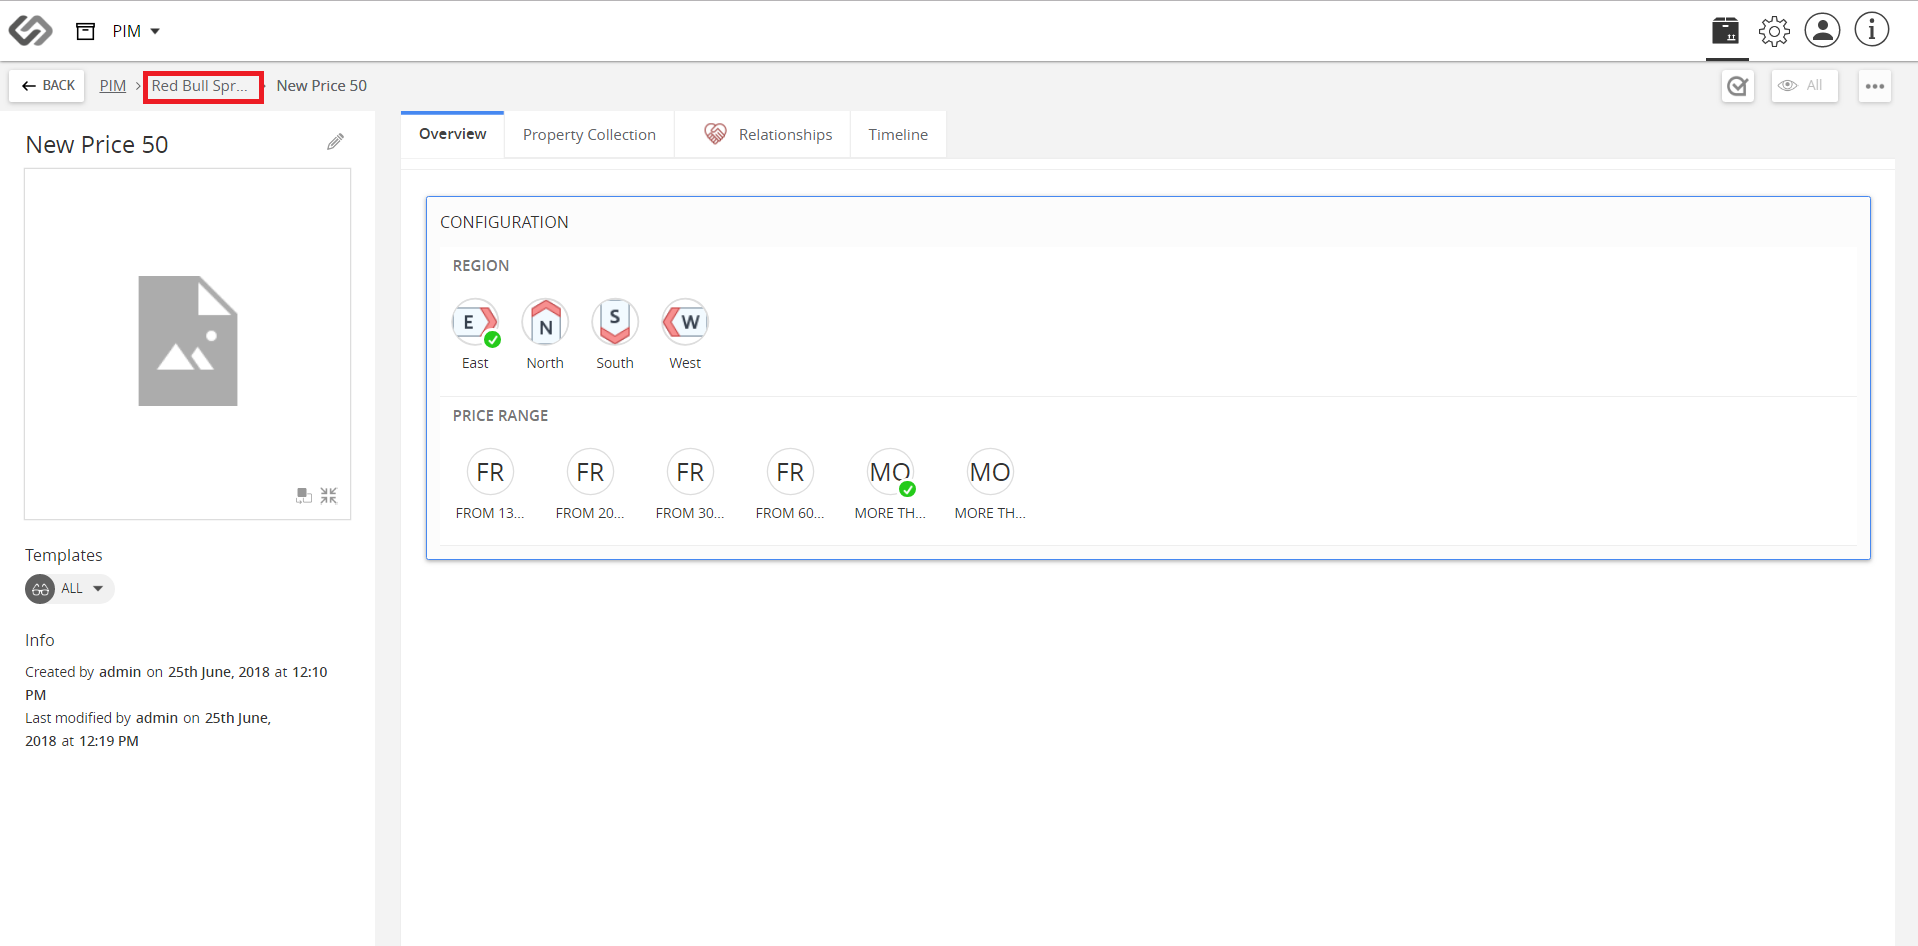 PIM
BACK
PIM > Red Bull Spr... New Price 50
All
New Price 50
Overview
Property Collection
Relationships
Timeline
CONFIGURATION
REGION
E N S W
East North South West
PRICE RANGE
FR FR FR FR MO MO
FROM 13... FROM 20... FROM 30... FROM 60... MORE TH... MORE TH...
Templates
ALL
Info
Created by admin on 25th June, 2018 at 12:10
PM
Last modified by admin on 25th June,
2018 at 12:19 PM